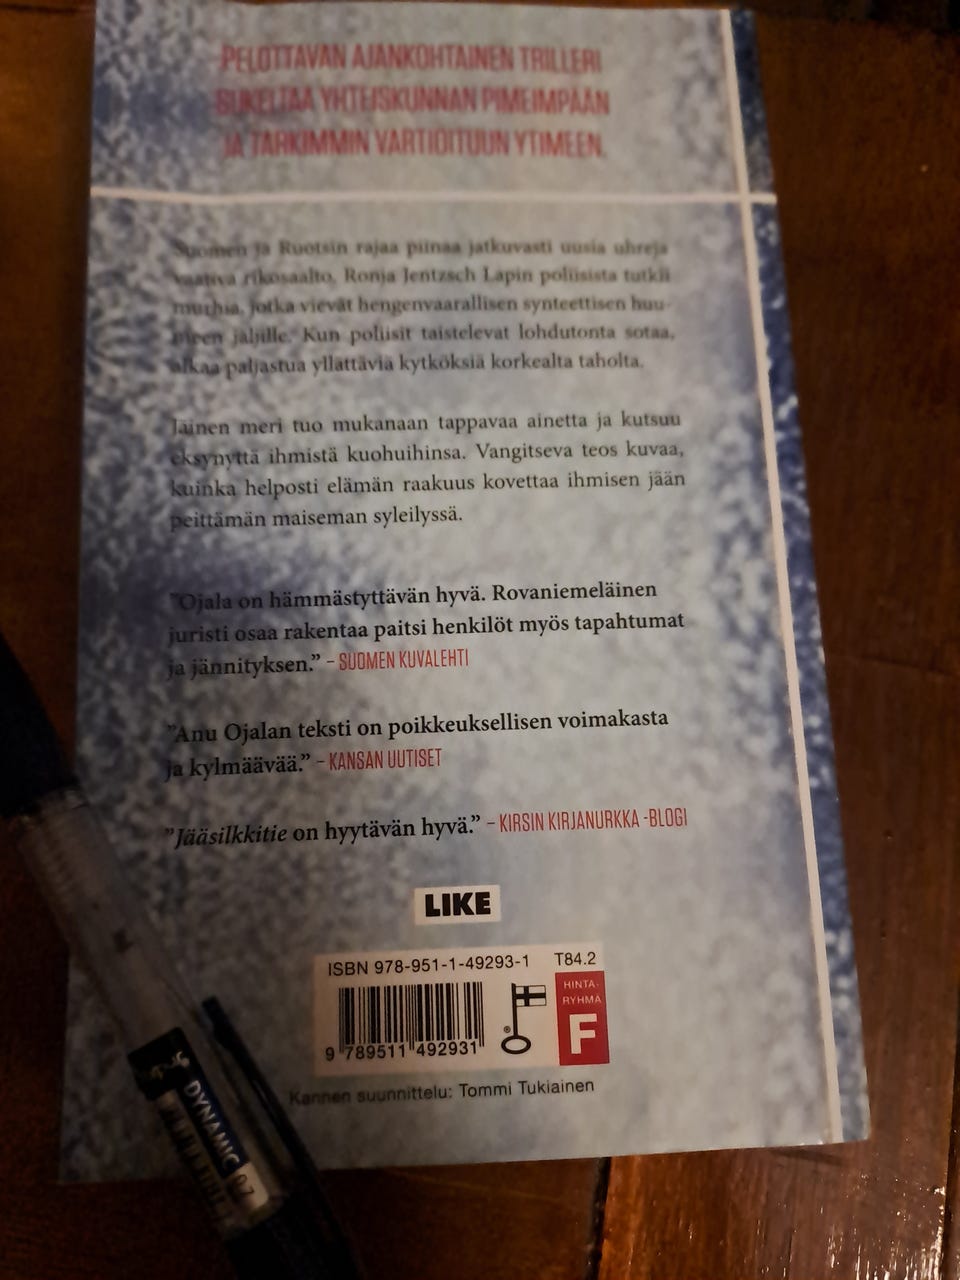 PELOTTAVAN AJANKOHTAINEN TRILLERI
SUKELTAA YHTEISKUNNAN PIMEIMPÄÄN
JA TARKIMMIN VARTIOITUUN YTIMEEN.
Suomen ja Ruotsin rajaa piinaa jatkuvasti uusia uhreja
vaativa rikosaalto. Ronja Jentzsch Lapin poliisista tutkii
murhia, jotka vievät hengenvaarallisen synteettisen huu-
meen jäljille. Kun poliisit taistelevat lohdutonta sotaa,
alkaa paljastua yllättäviä kytköksiä korkealta taholta.
Jäinen meri tuo mukanaan tappavaa ainetta ja kutsuu
eksynyttä ihmistä kuohuihinsa. Vangitseva teos kuvaa,
kuinka helposti elämän raakuus kovettaa ihmisen jään
peittämän maiseman syleilyssä.
”Ojala on hämmästyttävän hyvä. Rovaniemeläinen
juristi osaa rakentaa paitsi henkilöt myös tapahtumat
ja jännityksen.” – SUOMEN KUVALEHTI
”Anu Ojalan teksti on poikkeuksellisen voimakasta
ja kylmäävää.” – KANSAN UUTISET
”Jääsilkkitie on hyytävän hyvä.” – KIRSIN KIRJANURKKA -BLOGI
LIKE
ISBN 978-951-1-49293-1 T84.2
HINTA-
RYHMÄ
F
®
9 789511 492931
Kannen suunnittelu: Tommi Tukiainen
DYNAMIC 0.7